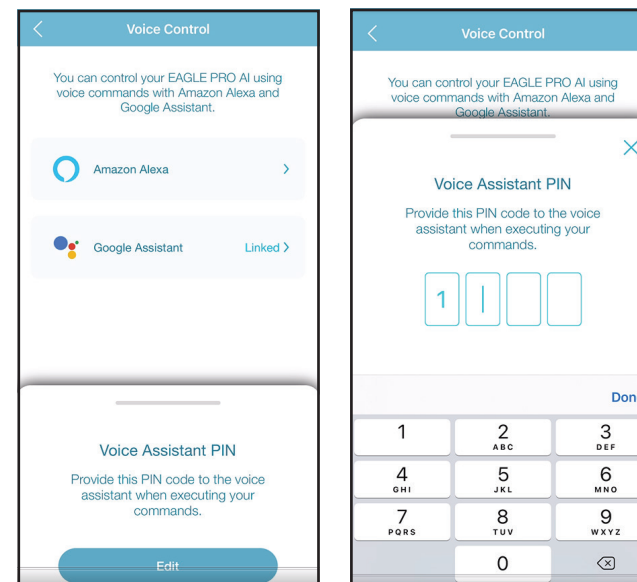 Voice Control
You can control your EAGLE PRO AI using
voice commands with Amazon Alexa and
Google Assistant.
Amazon Alexa
Google Assistant Linked
Voice Assistant PIN
Provide this PIN code to the voice
assistant when executing your
commands.
Edit
Voice Control
You can control your EAGLE PRO AI using
voice commands with Amazon Alexa and
Google Assistant.
Voice Assistant PIN
Provide this PIN code to the voice
assistant when executing your
commands.
1
Don
1 2 3
ABC DEF
4 5 6
GHI JKL MNO
7 8 9
PQRS TUV WXYZ
0